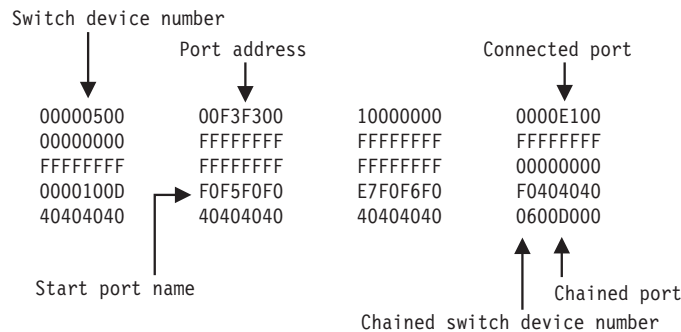 Switch device number
Port address Connected port
00000500 00F3F300 10000000 0000E100
00000000 FFFFFFFF FFFFFFFF FFFFFFFF
FFFFFFFF FFFFFFFF FFFFFFFF 00000000
0000100D F0F5F0F0 E7F0F6F0 F0404040
40404040 40404040 40404040 0600D000
Start port name Chained port
Chained switch device number